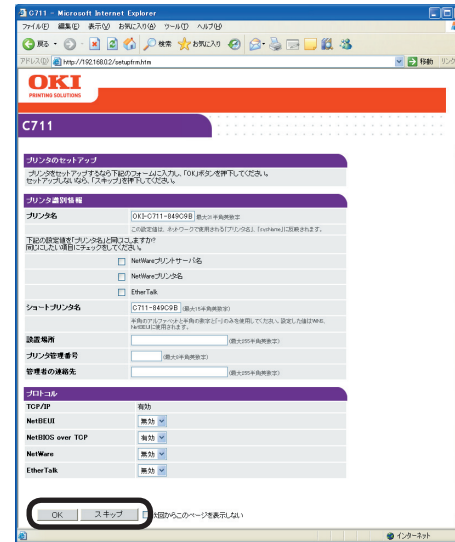 C711 - Microsoft Internet Explorer
ファイル(F) 編集(E) 表示(V) お気に入り(A) ツール(T) ヘルプ(H)
戻る 検索 お気に入り
アドレス(D) http://192.168.0.2/setupfrm.htm 移動 リンク
OKI
PRINTING SOLUTIONS
C711
プリンタのセットアップ
プリンタをセットアップするなら下記のフォームに入力し、「OK」ボタンを押下してください。
セットアップしないなら、「スキップ」を押下してください。
プリンタ識別情報
プリンタ名 OKI-C711-849C9B 最大31半角英数字
この設定値は、ネットワークで使用される「プリンタ名」、「sysName」に反映されます。
下記の設定値を「プリンタ名」と同じにしますか?
同じにしたい項目にチェックをしてください。
NetWareプリントサーバ名
NetWareプリンタ名
EtherTalk
ショートプリンタ名 C711-849C9B (最大15半角英数字)
半角のアルファベットと半角の数字と「-」のみを使用してください。設定した値はWINS、
NetBEUIに使用されます。
設置場所 (最大255半角英数字)
プリンタ管理番号 (最大8半角英数字)
管理者の連絡先 (最大255半角英数字)
プロトコル
TCP/IP 有効
NetBEUI 無効
NetBIOS over TCP 有効
NetWare 無効
EtherTalk 無効
OK スキップ 次回からこのページを表示しない
インターネット